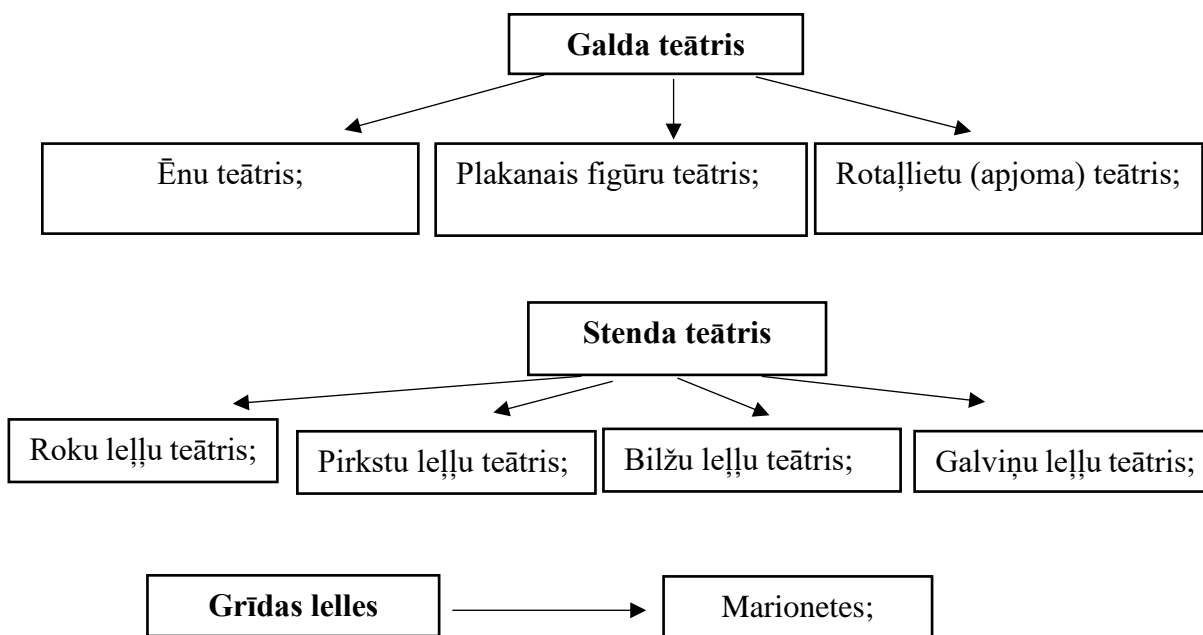 Galda teātris
Ēnu teātris;
Plakanais figūru teātris;
Rotaļlietu (apjoma) teātris;
Stenda teātris
Roku leļļu teātris;
Pirkstu leļļu teātris;
Bilžu leļļu teātris;
Galviņu leļļu teātris;
Grīdas lelles
Marionetes;